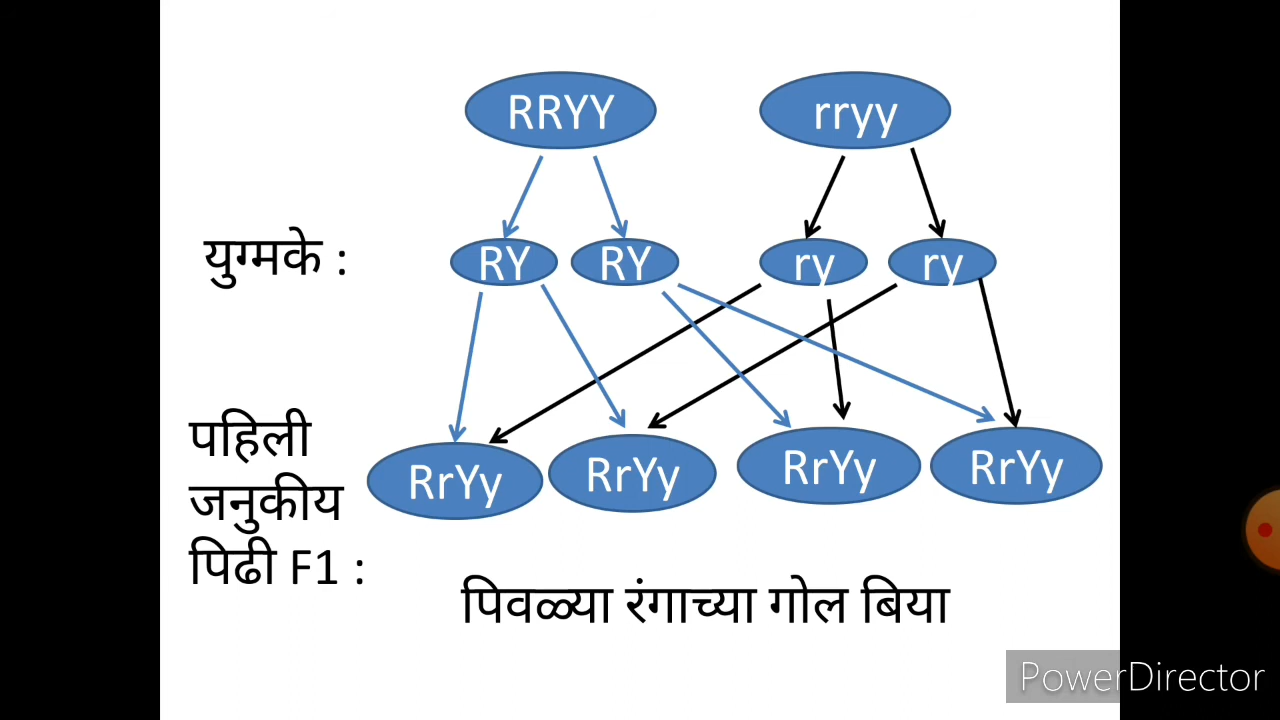 RRYY rryy
युग्मके : RY RY ry ry
पहिली
जनुकीय RrYy RrYy RrYy RrYy
पिढी F1 :
पिवळ्या रंगाच्या गोल बिया
PowerDirector